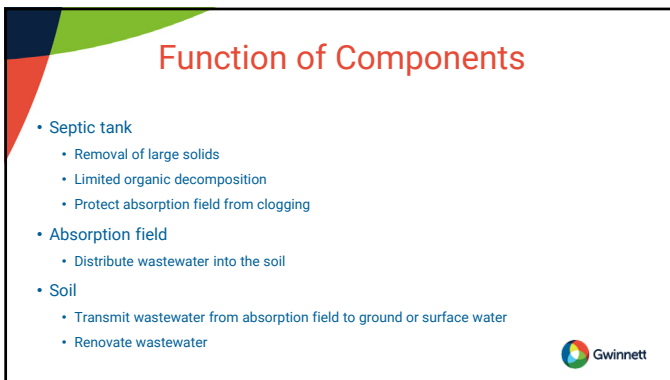 Function of Components
• Septic tank
• Removal of large solids
• Limited organic decomposition
• Protect absorption field from clogging
• Absorption field
• Distribute wastewater into the soil
• Soil
• Transmit wastewater from absorption field to ground or surface water
• Renovate wastewater
Gwinnett